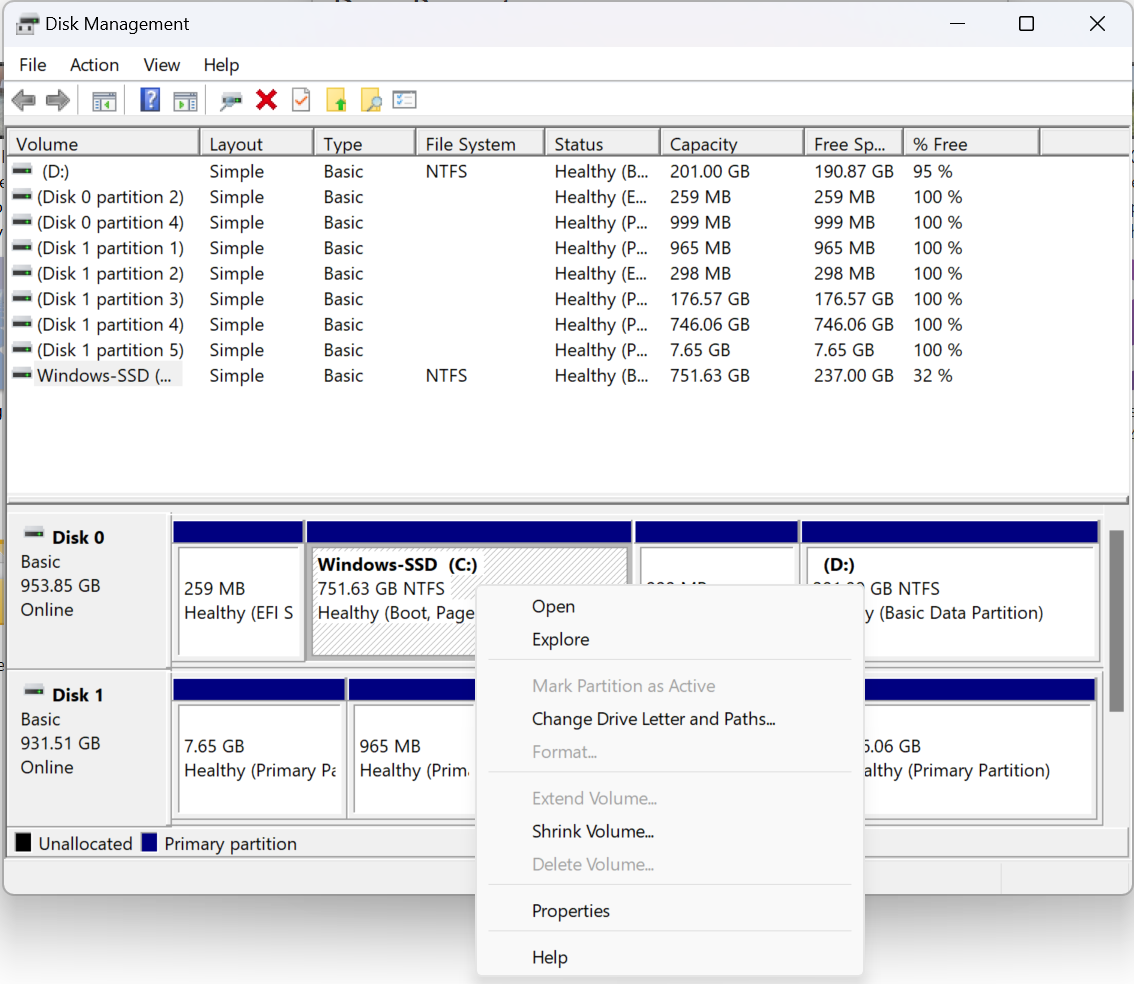 Disk Management
File Action View Help
Volume Layout Type File System Status Capacity Free Sp... % Free
(D:) Simple Basic NTFS Healthy (B... 201.00 GB 190.87 GB 95 %
(Disk 0 partition 2) Simple Basic Healthy (E... 259 MB 259 MB 100 %
(Disk 0 partition 4) Simple Basic Healthy (P... 999 MB 999 MB 100 %
(Disk 1 partition 1) Simple Basic Healthy (P... 965 MB 965 MB 100 %
(Disk 1 partition 2) Simple Basic Healthy (E... 298 MB 298 MB 100 %
(Disk 1 partition 3) Simple Basic Healthy (P... 176.57 GB 176.57 GB 100 %
(Disk 1 partition 4) Simple Basic Healthy (P... 746.06 GB 746.06 GB 100 %
(Disk 1 partition 5) Simple Basic Healthy (P... 7.65 GB 7.65 GB 100 %
Windows-SSD (... Simple Basic NTFS Healthy (B... 751.63 GB 237.00 GB 32 %
Disk 0
Basic
953.85 GB
Online
259 MB
Healthy (EFI S
Windows-SSD (C:)
751.63 GB NTFS
Healthy (Boot, Page
(D:)
GB NTFS
(Basic Data Partition)
Disk 1
Basic
931.51 GB
Online
7.65 GB
Healthy (Primary Pa
965 MB
Healthy (Prim
6.06 GB
althy (Primary Partition)
Unallocated Primary partition
Open
Explore
Mark Partition as Active
Change Drive Letter and Paths...
Format...
Extend Volume...
Shrink Volume...
Delete Volume...
Properties
Help